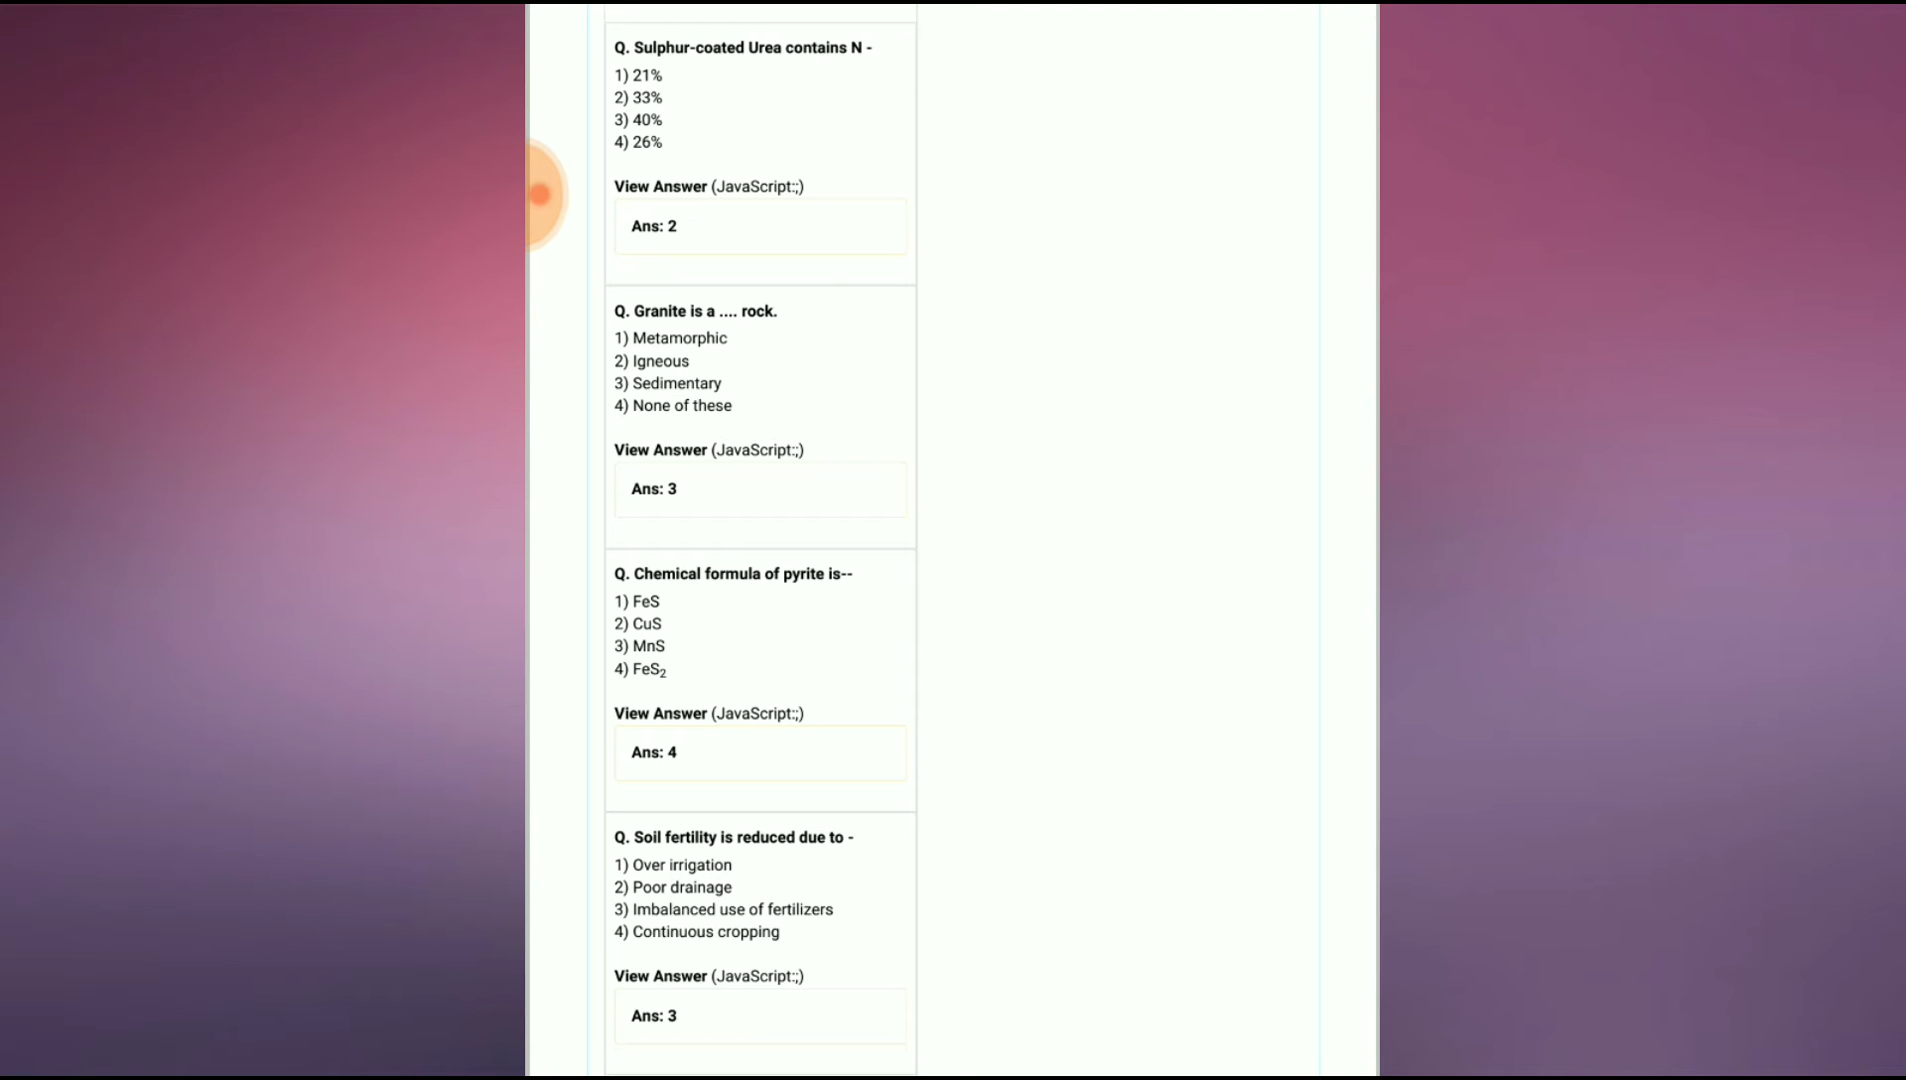 Q. Sulphur-coated Urea contains N -
1) 21%
2) 33%
3) 40%
4) 26%
View Answer (JavaScript:;)
Ans: 2
Q. Granite is a .... rock.
1) Metamorphic
2) Igneous
3) Sedimentary
4) None of these
View Answer (JavaScript:;)
Ans: 3
Q. Chemical formula of pyrite is--
1) FeS
2) CuS
3) MnS
4) FeS₂
View Answer (JavaScript:;)
Ans: 4
Q. Soil fertility is reduced due to -
1) Over irrigation
2) Poor drainage
3) Imbalanced use of fertilizers
4) Continuous cropping
View Answer (JavaScript:;)
Ans: 3